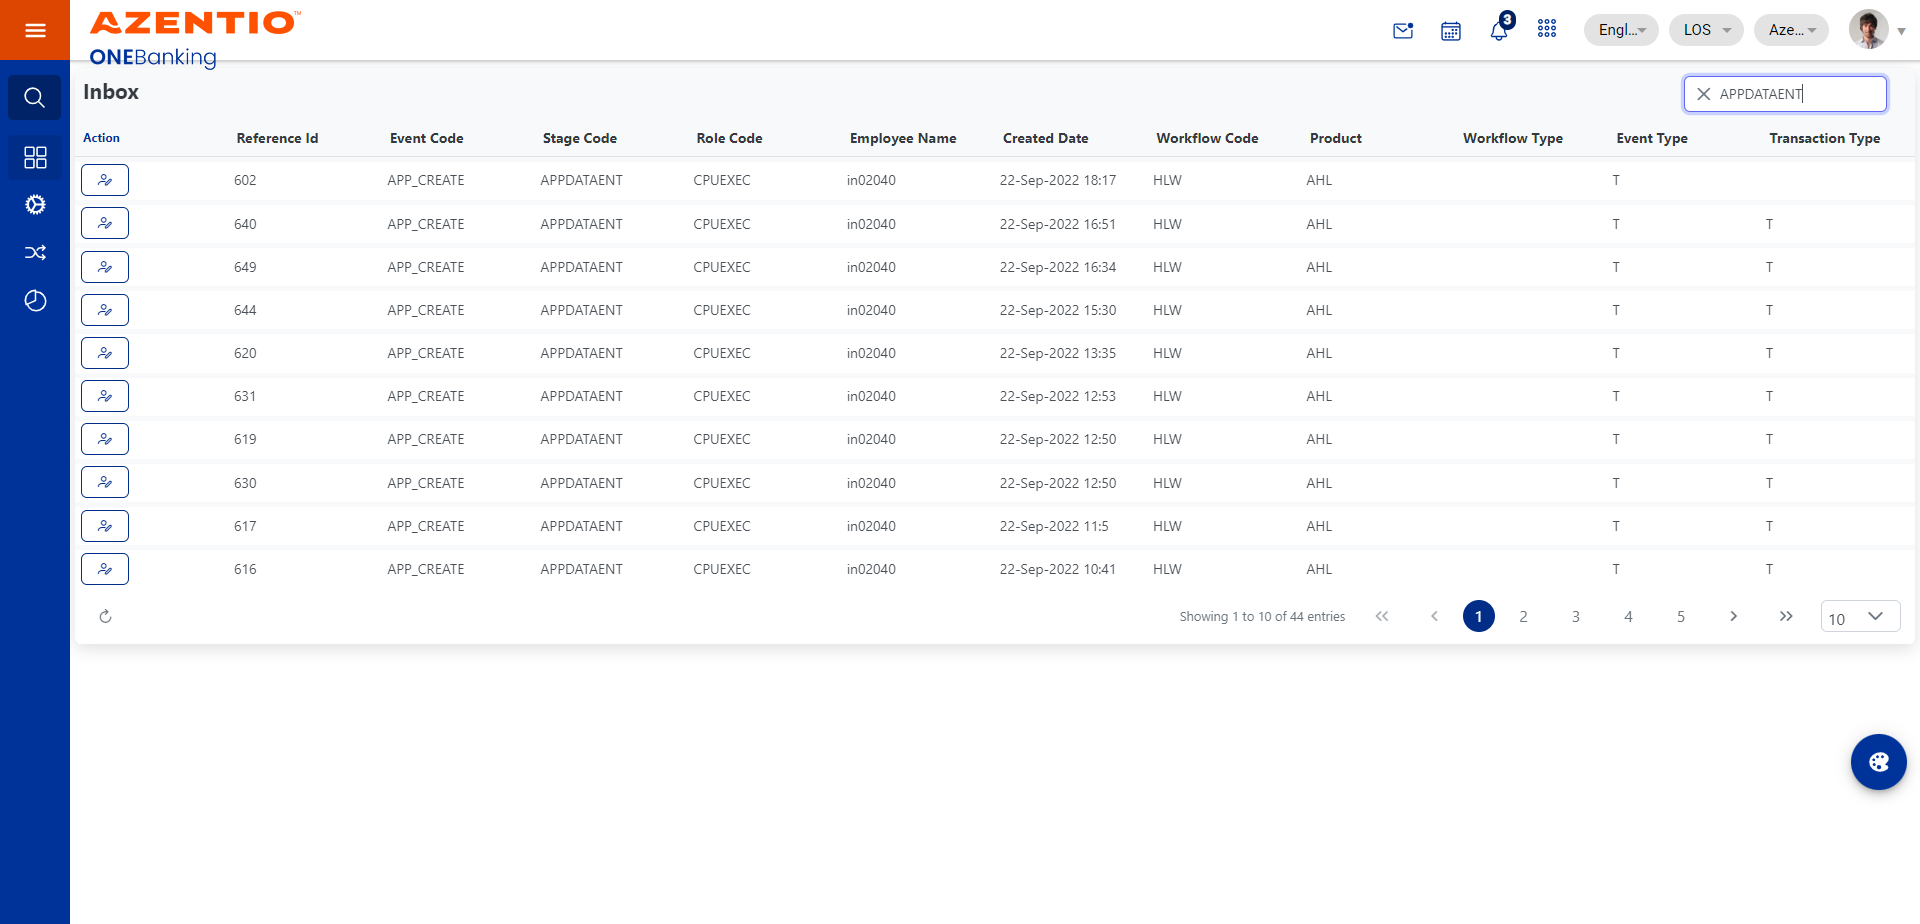 AZENTIO™
ONEBanking
3
Engl...
LOS
Aze...
Inbox
APPDATAENT
Action Reference Id Event Code Stage Code Role Code Employee Name Created Date Workflow Code Product Workflow Type Event Type Transaction Type
602 APP_CREATE APPDATAENT CPUEXEC in02040 22-Sep-2022 18:17 HLW AHL T
640 APP_CREATE APPDATAENT CPUEXEC in02040 22-Sep-2022 16:51 HLW AHL T T
649 APP_CREATE APPDATAENT CPUEXEC in02040 22-Sep-2022 16:34 HLW AHL T T
644 APP_CREATE APPDATAENT CPUEXEC in02040 22-Sep-2022 15:30 HLW AHL T T
620 APP_CREATE APPDATAENT CPUEXEC in02040 22-Sep-2022 13:35 HLW AHL T T
631 APP_CREATE APPDATAENT CPUEXEC in02040 22-Sep-2022 12:53 HLW AHL T T
619 APP_CREATE APPDATAENT CPUEXEC in02040 22-Sep-2022 12:50 HLW AHL T T
630 APP_CREATE APPDATAENT CPUEXEC in02040 22-Sep-2022 12:50 HLW AHL T T
617 APP_CREATE APPDATAENT CPUEXEC in02040 22-Sep-2022 11:5 HLW AHL T T
616 APP_CREATE APPDATAENT CPUEXEC in02040 22-Sep-2022 10:41 HLW AHL T T
Showing 1 to 10 of 44 entries 1 2 3 4 5 10